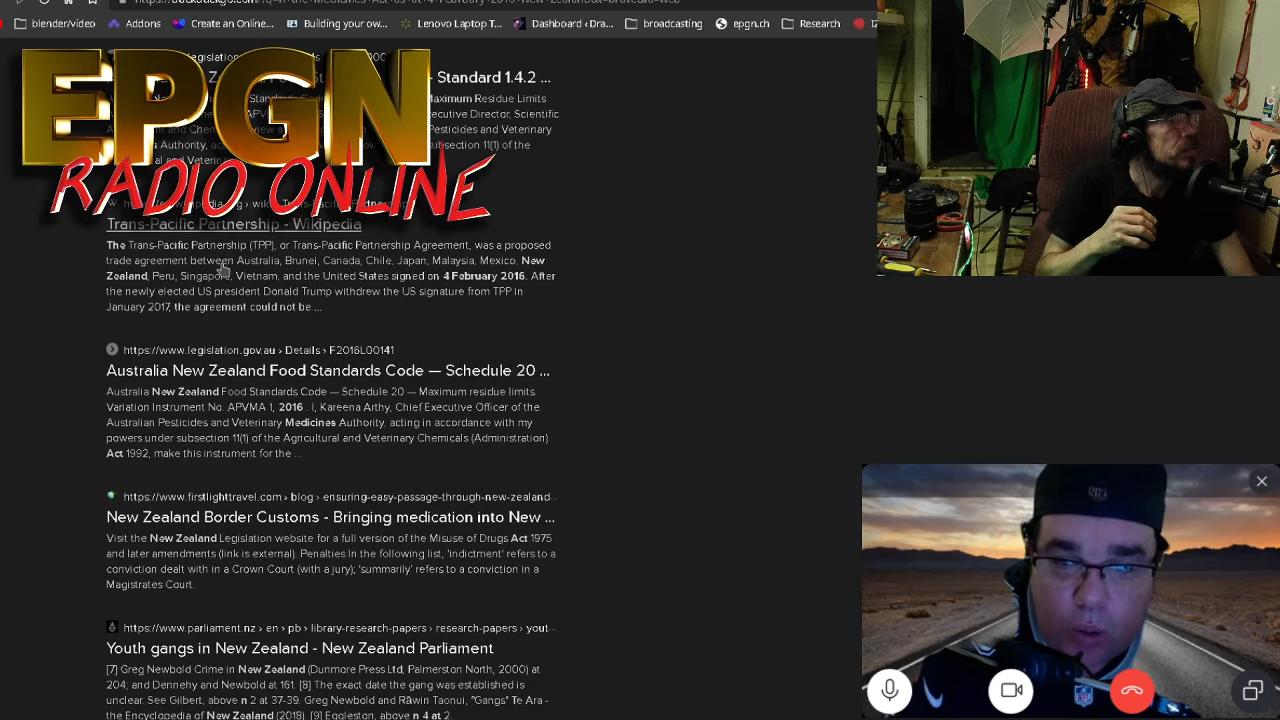 Addons
Create an Online...
Building your ow...
Lenovo Laptop T...
Dashboard ‹ Dra...
broadcasting
epgn.ch
Research
blender/video
EPGN
RADIO ONLINE
- Standard 1.4.2 ...
Maximum Residue Limits
Executive Director, Scientific
Pesticides and Veterinary
subsection 11(1) of the
Trans-Pacific Partnership - Wikipedia
The Trans-Pacific Partnership (TPP), or Trans-Pacific Partnership Agreement, was a proposed
trade agreement between Australia, Brunei, Canada, Chile, Japan, Malaysia, Mexico, New
Zealand, Peru, Singapore, Vietnam, and the United States signed on 4 February 2016. After
the newly elected US president Donald Trump withdrew the US signature from TPP in
January 2017, the agreement could not be ...
https://www.legislation.gov.au › Details › F2016L00141
Australia New Zealand Food Standards Code — Schedule 20 ...
Australia New Zealand Food Standards Code — Schedule 20 — Maximum residue limits
Variation Instrument No. APVMA 1, 2016 . I, Kareena Arthy, Chief Executive Officer of the
Australian Pesticides and Veterinary Medicines Authority, acting in accordance with my
powers under subsection 11(1) of the Agricultural and Veterinary Chemicals (Administration)
Act 1992, make this instrument for the ...
https://www.firstlighttravel.com › blog › ensuring-easy-passage-through-new-zealand...
New Zealand Border Customs - Bringing medication into New ...
Visit the New Zealand Legislation website for a full version of the Misuse of Drugs Act 1975
and later amendments (link is external). Penalties In the following list, 'indictment' refers to a
conviction dealt with in a Crown Court (with a jury); 'summarily' refers to a conviction in a
Magistrates Court.
https://www.parliament.nz › en › pb › library-research-papers › research-papers › yout...
Youth gangs in New Zealand - New Zealand Parliament
[7] Greg Newbold Crime in New Zealand (Dunmore Press Ltd, Palmerston North, 2000) at
204; and Dennehy and Newbold at 161. [8] The exact date the gang was established is
unclear. See Gilbert, above n 2 at 37-39. Greg Newbold and Rāwiri Taonui, "Gangs" Te Ara -
the Encyclopedia of New Zealand (2018). [9] Eggleston, above n 4 at 2.
NFL